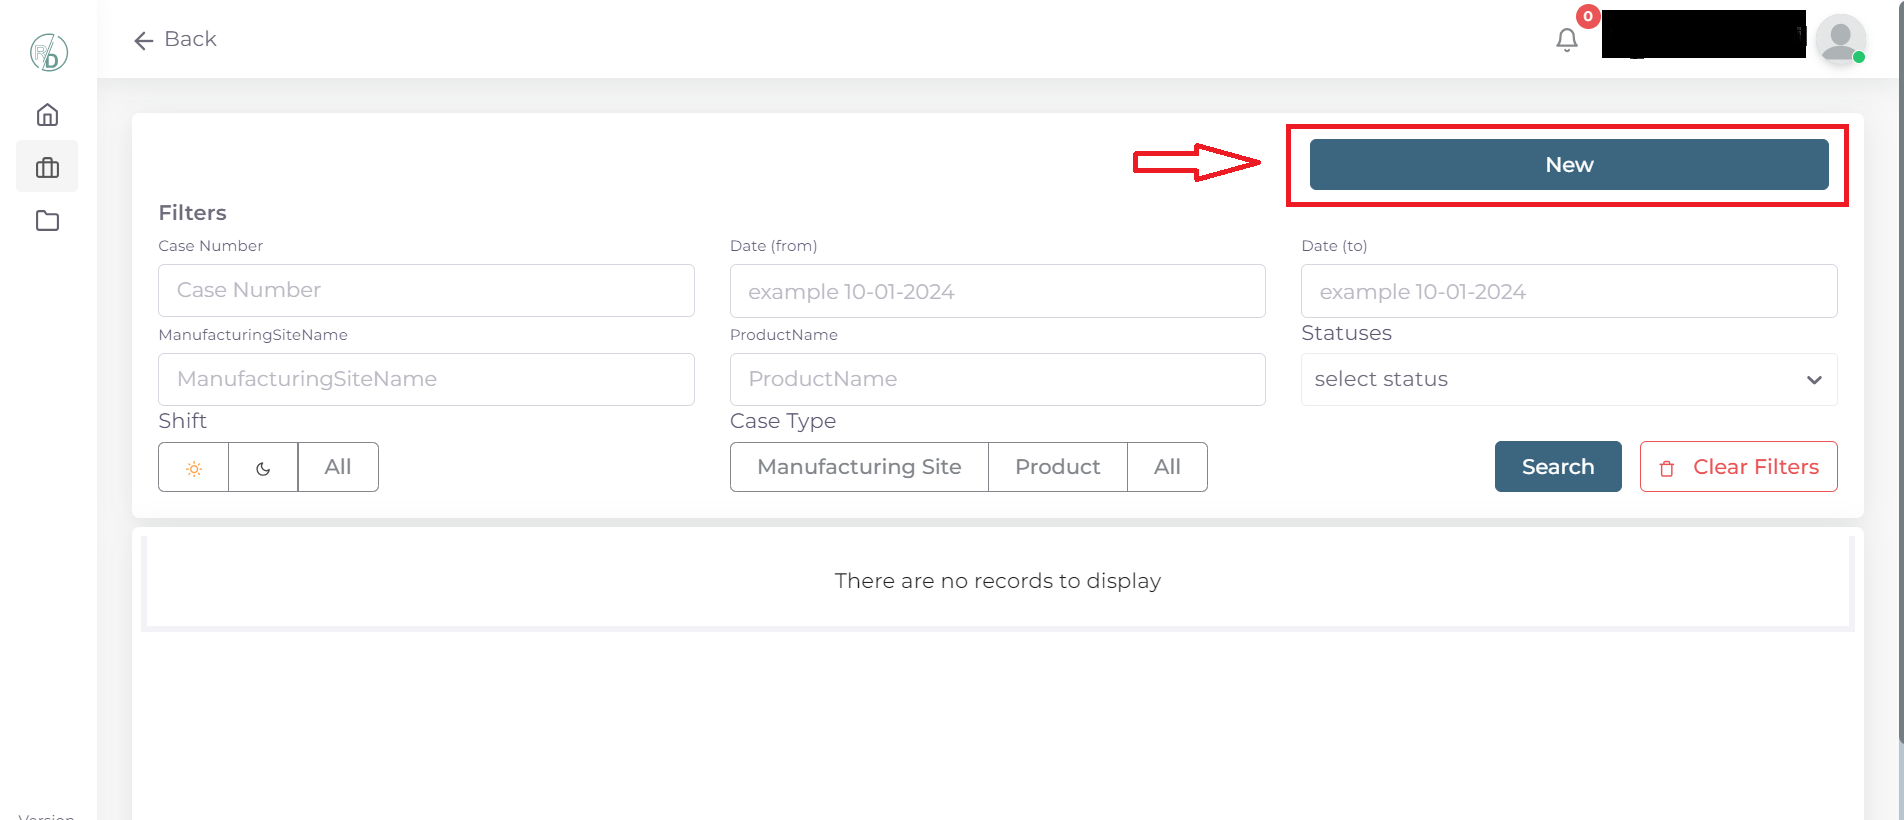 RD
Back
0
New
Filters
Case Number
Date (from)
Date (to)
Case Number
example 10-01-2024
example 10-01-2024
ManufacturingSiteName
ProductName
Statuses
ManufacturingSiteName
ProductName
select status
Shift
Case Type
All
Manufacturing Site
Product
All
Search
Clear Filters
There are no records to display
Version